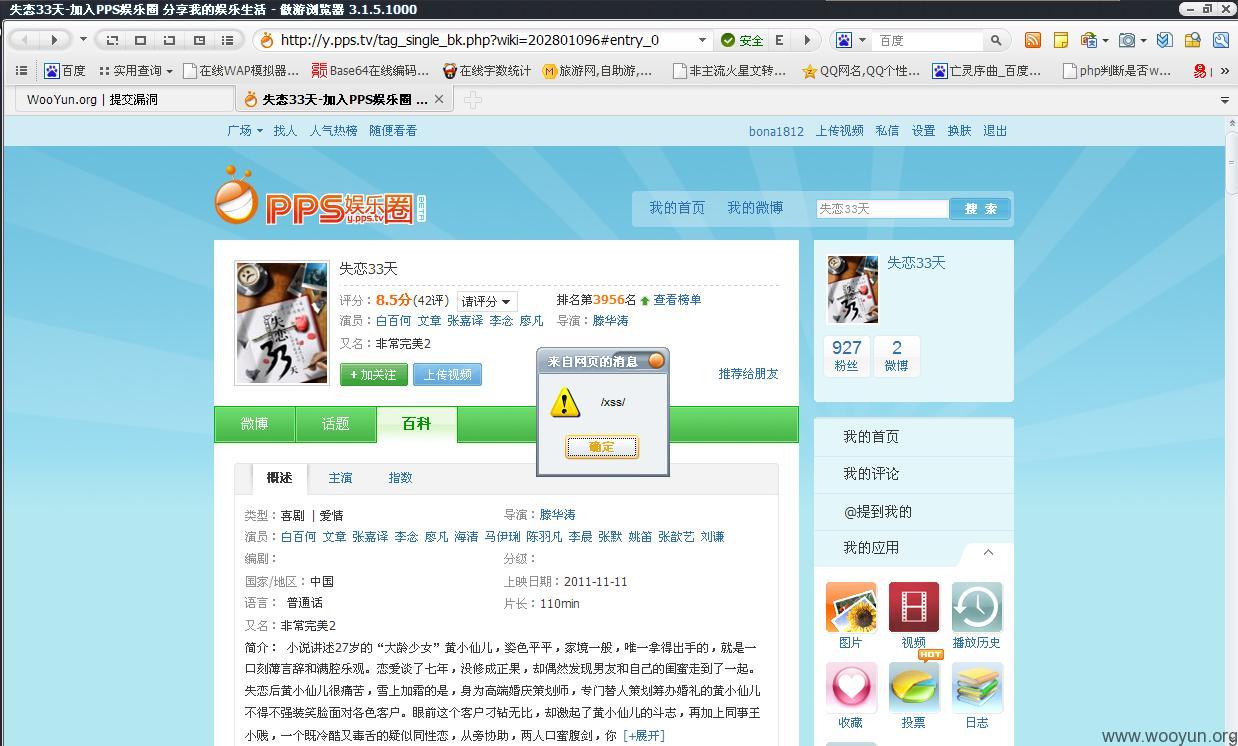 失恋33天-加入PPS娱乐圈 分享我的娱乐生活 - 傲游浏览器 3.1.5.1000
http://y.pps.tv/tag_single_bk.php?wiki=202801096#entry_0 安全 E 百度
百度 实用查询 在线WAP模拟器... Base64在线编码... 在线字数统计 旅游网,自助游,... 非主流火星文转... QQ网名,QQ个性... 亡灵序曲_百度... php判断是否w... »
WooYun.org | 提交漏洞 失恋33天-加入PPS娱乐圈 ...
广场 找人 人气热榜 随便看看 bona1812 上传视频 私信 设置 换肤 退出
PPS娱乐圈 y.pps.tv BETA
我的首页 我的微博 失恋33天 搜 索
失恋33天
评分：8.5分(42评) 请评分 排名第3956名 查看榜单
演员：白百何 文章 张嘉译 李念 廖凡 导演：滕华涛
又名：非常完美2
+ 加关注 上传视频 推荐给朋友
失恋33天
927 2
粉丝 微博
来自网页的消息
/xss/
确定
微博 话题 百科
概述 主演 指数
类型：喜剧 | 爱情 导演：滕华涛
演员：白百何 文章 张嘉译 李念 廖凡 海清 马伊琍 陈羽凡 李晨 张默 姚笛 张歆艺 刘谦
编剧： 分级：
国家/地区：中国 上映日期：2011-11-11
语言： 普通话 片长：110min
又名：非常完美2
简介： 小说讲述27岁的“大龄少女”黄小仙儿，姿色平平，家境一般，唯一拿得出手的，就是一
口刻薄言辞和满腔乐观。恋爱谈了七年，没修成正果，却偶然发现男友和自己的闺蜜走到了一起。
失恋后黄小仙儿很痛苦，雪上加霜的是，身为高端婚庆策划师，专门替人策划筹办婚礼的黄小仙儿
不得不强装笑脸面对各色客户。眼前这个客户刁钻无比，却激起了黄小仙儿的斗志，再加上同事王
小贱，一个既冷酷又毒舌的疑似同性恋，从旁协助，两人口蜜腹剑，你 [+展开]
我的首页
我的评论
@提到我的
我的应用
图片 视频 播放历史
HOT
收藏 投票 日志
www.wooyun.org